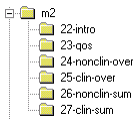 m2
22-intro
23-qos
24-nonclin-over
25-clin-over
26-nonclin-sum
27-clin-sum